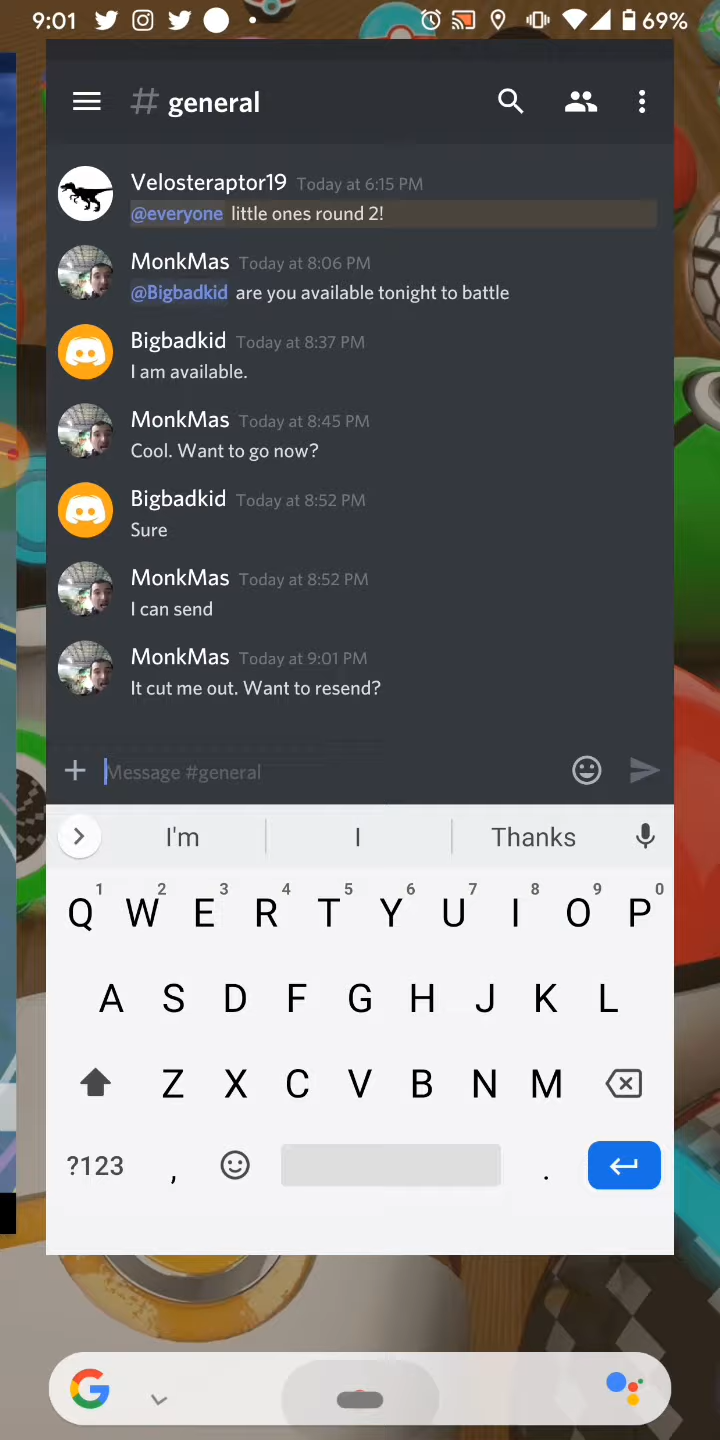 9:01 69%
# general
Velosteraptor19 Today at 6:15 PM
@everyone little ones round 2!
MonkMas Today at 8:06 PM
@Bigbadkid are you available tonight to battle
Bigbadkid Today at 8:37 PM
I am available.
MonkMas Today at 8:45 PM
Cool. Want to go now?
Bigbadkid Today at 8:52 PM
Sure
MonkMas Today at 8:52 PM
I can send
MonkMas Today at 9:01 PM
It cut me out. Want to resend?
Message #general
I'm I Thanks
1 2 3 4 5 6 7 8 9 0
Q W E R T Y U I O P
A S D F G H J K L
Z X C V B N M
?123 , .
G